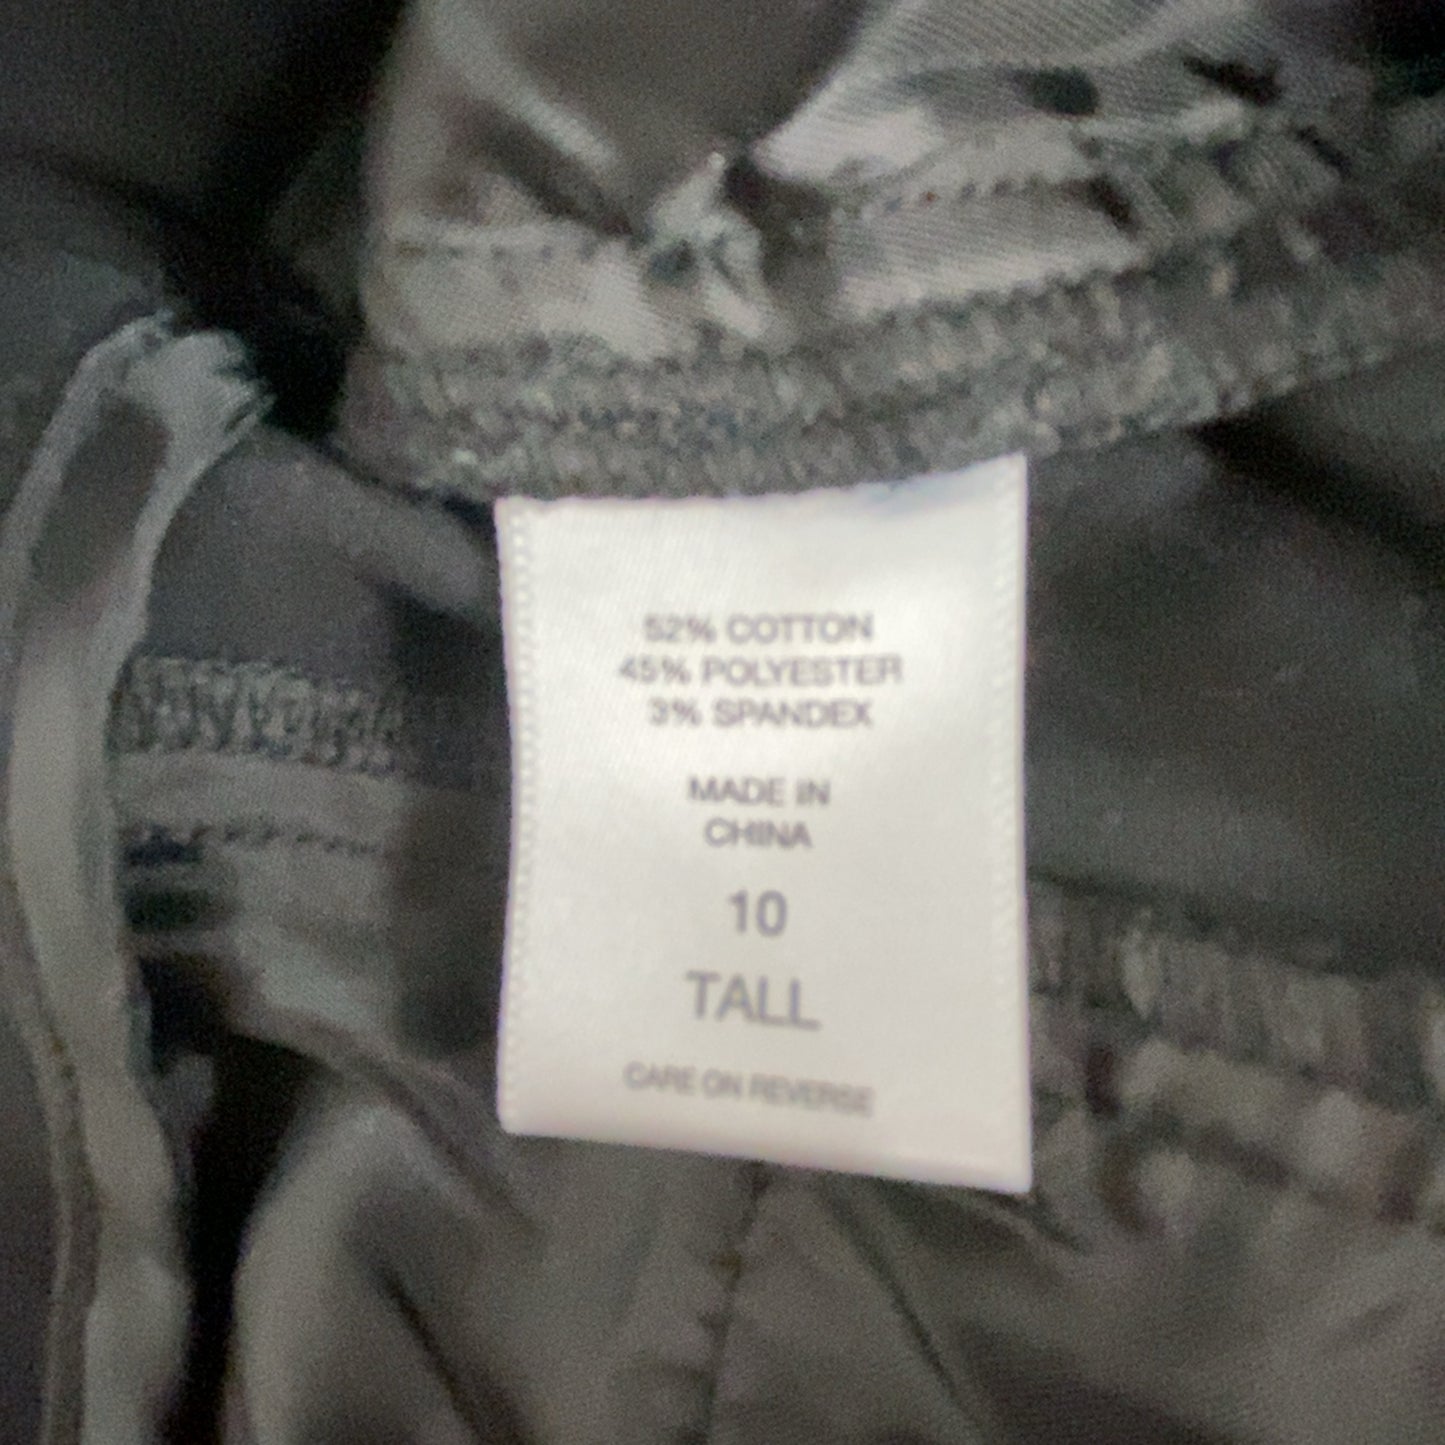 52% COTTON
45% POLYESTER
3% SPANDEX
MADE IN
CHINA
10
TALL
CARE ON REVERSE